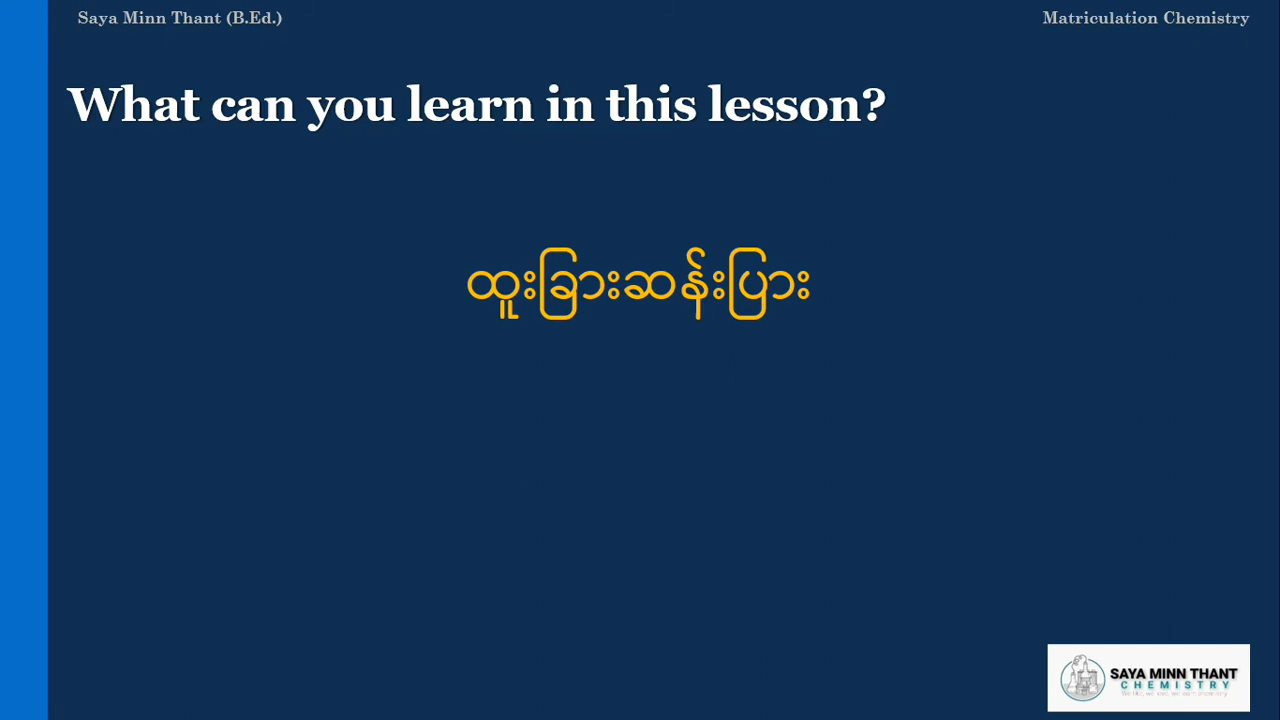 Saya Minn Thant (B.Ed.)
Matriculation Chemistry
What can you learn in this lesson?
ထူးခြားဆန်းပြား
SAYA MINN THANT
CHEMISTRY